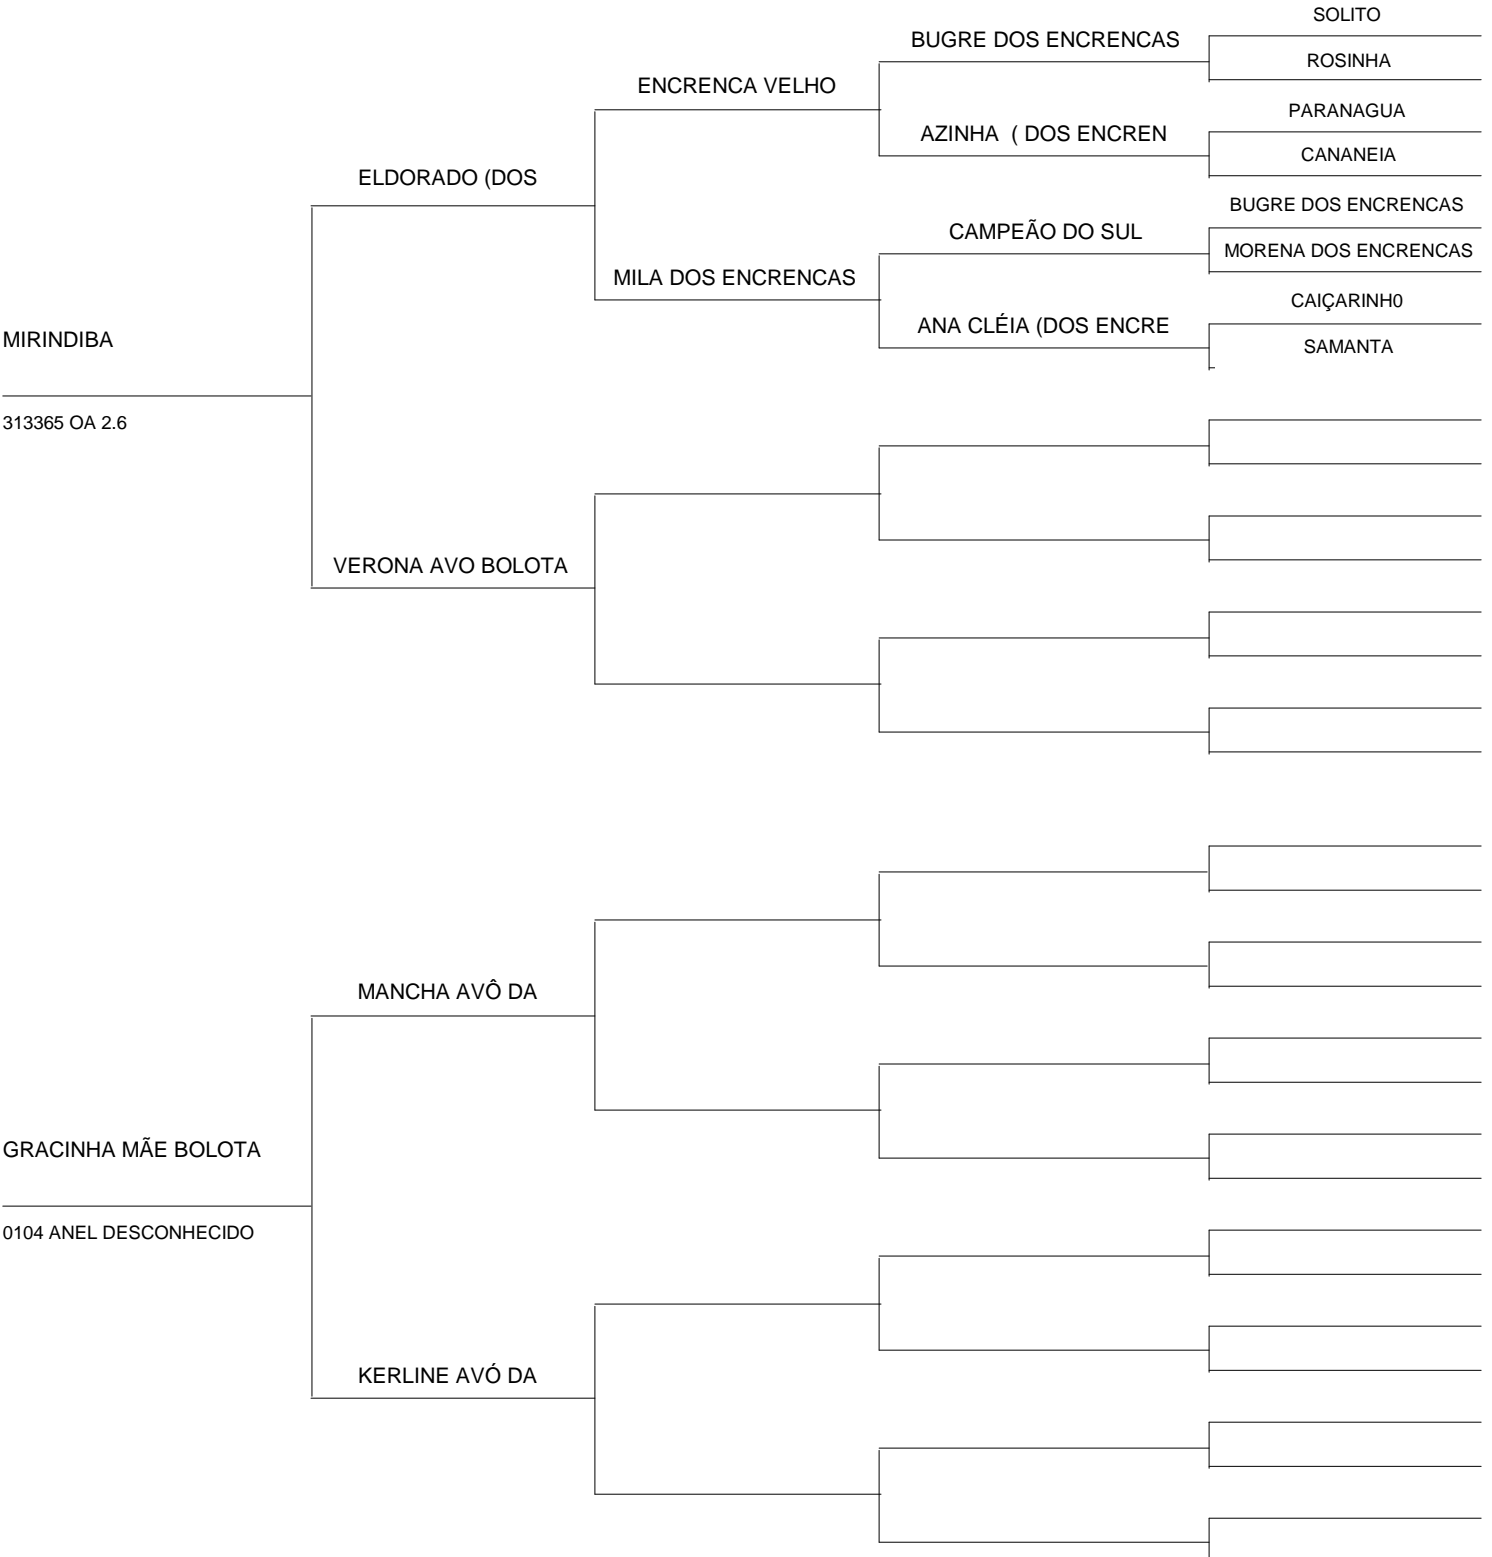 SOLITO
BUGRE DOS ENCRENCAS
ROSINHA
ENCRENCA VELHO
PARANAGUA
AZINHA ( DOS ENCREN
CANANEIA
ELDORADO (DOS
BUGRE DOS ENCRENCAS
CAMPEÃO DO SUL
MORENA DOS ENCRENCAS
MILA DOS ENCRENCAS
CAIÇARINH0
ANA CLÉIA (DOS ENCRE
MIRINDIBA
SAMANTA
313365 OA 2.6
VERONA AVO BOLOTA
MANCHA AVÔ DA
GRACINHA MÃE BOLOTA
0104 ANEL DESCONHECIDO
KERLINE AVÓ DA